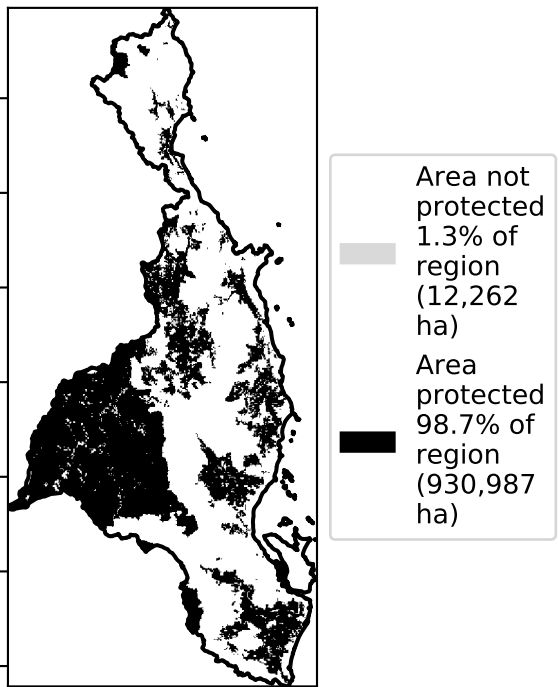 Area not
protected
1.3% of
region
(12,262
ha)
Area
protected
98.7% of
region
(930,987
ha)